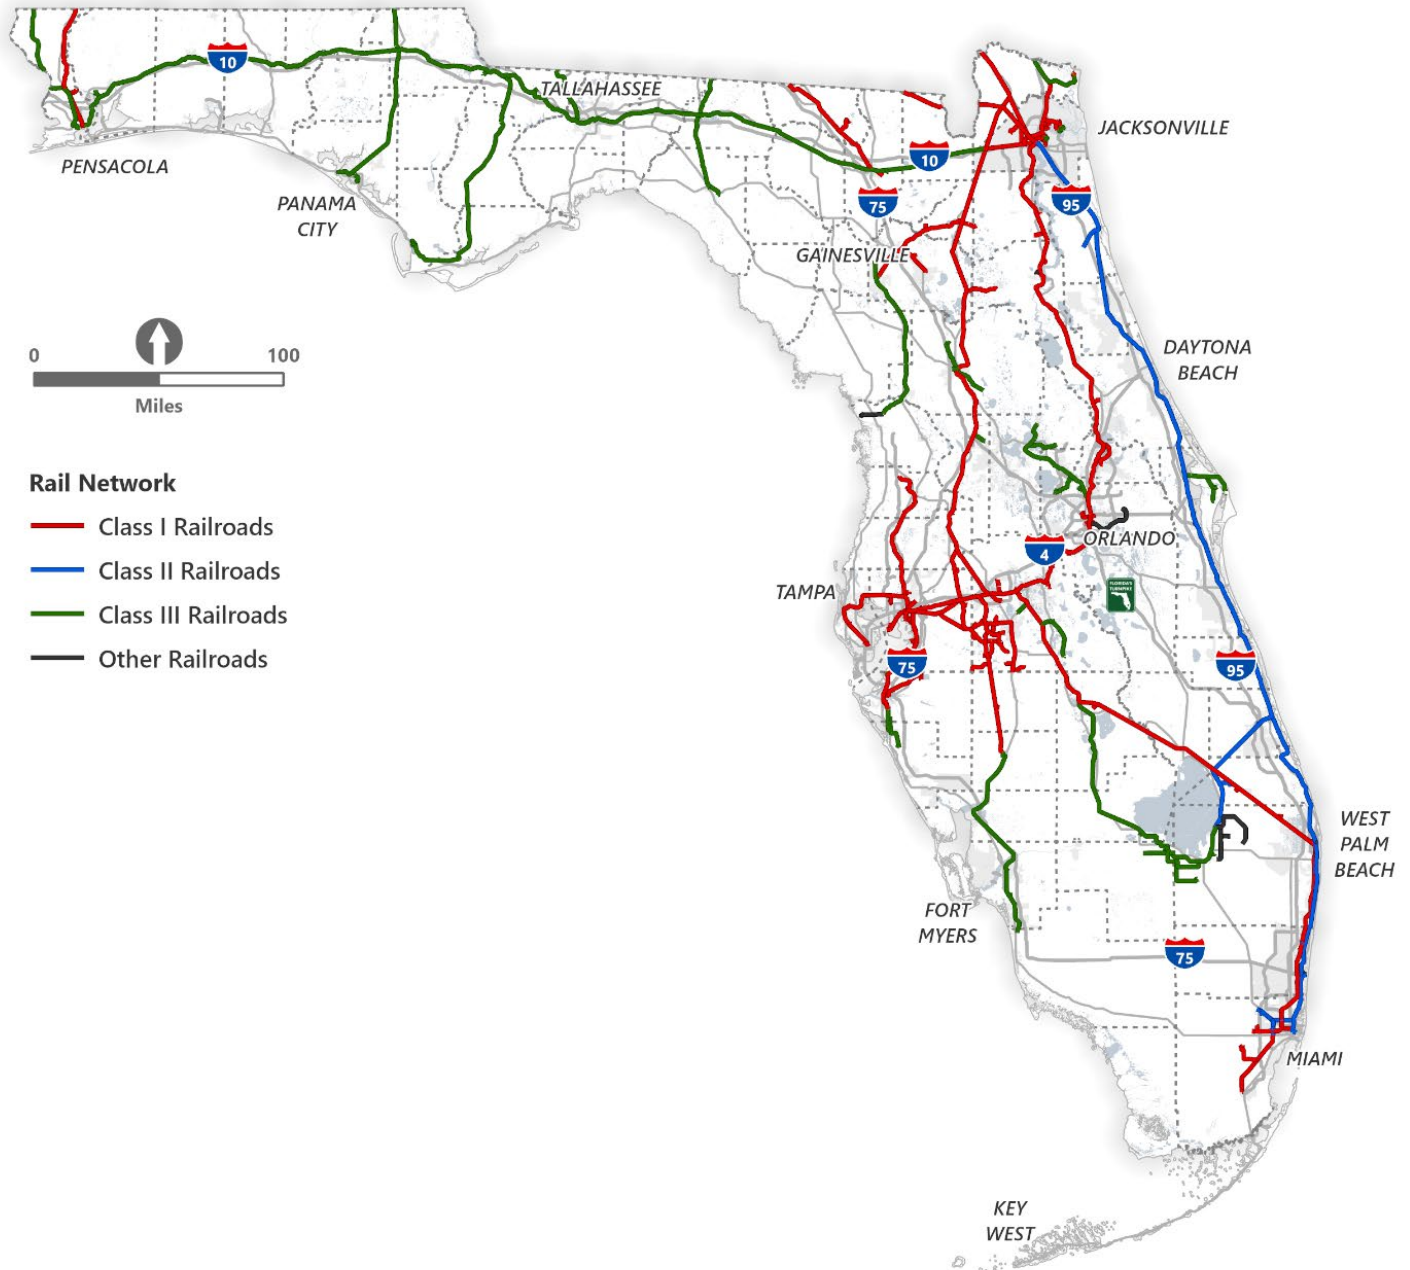 10
TALLAHASSEE
JACKSONVILLE
PENSACOLA
10
75
95
PANAMA
CITY
GAINESVILLE
0
100
Miles
DAYTONA
BEACH
Rail Network
Class I Railroads
Class II Railroads
Class III Railroads
Other Railroads
ORLANDO
4
TAMPA
FLORIDA'S
TURNPIKE
75
95
WEST
PALM
BEACH
FORT
MYERS
75
MIAMI
KEY
WEST